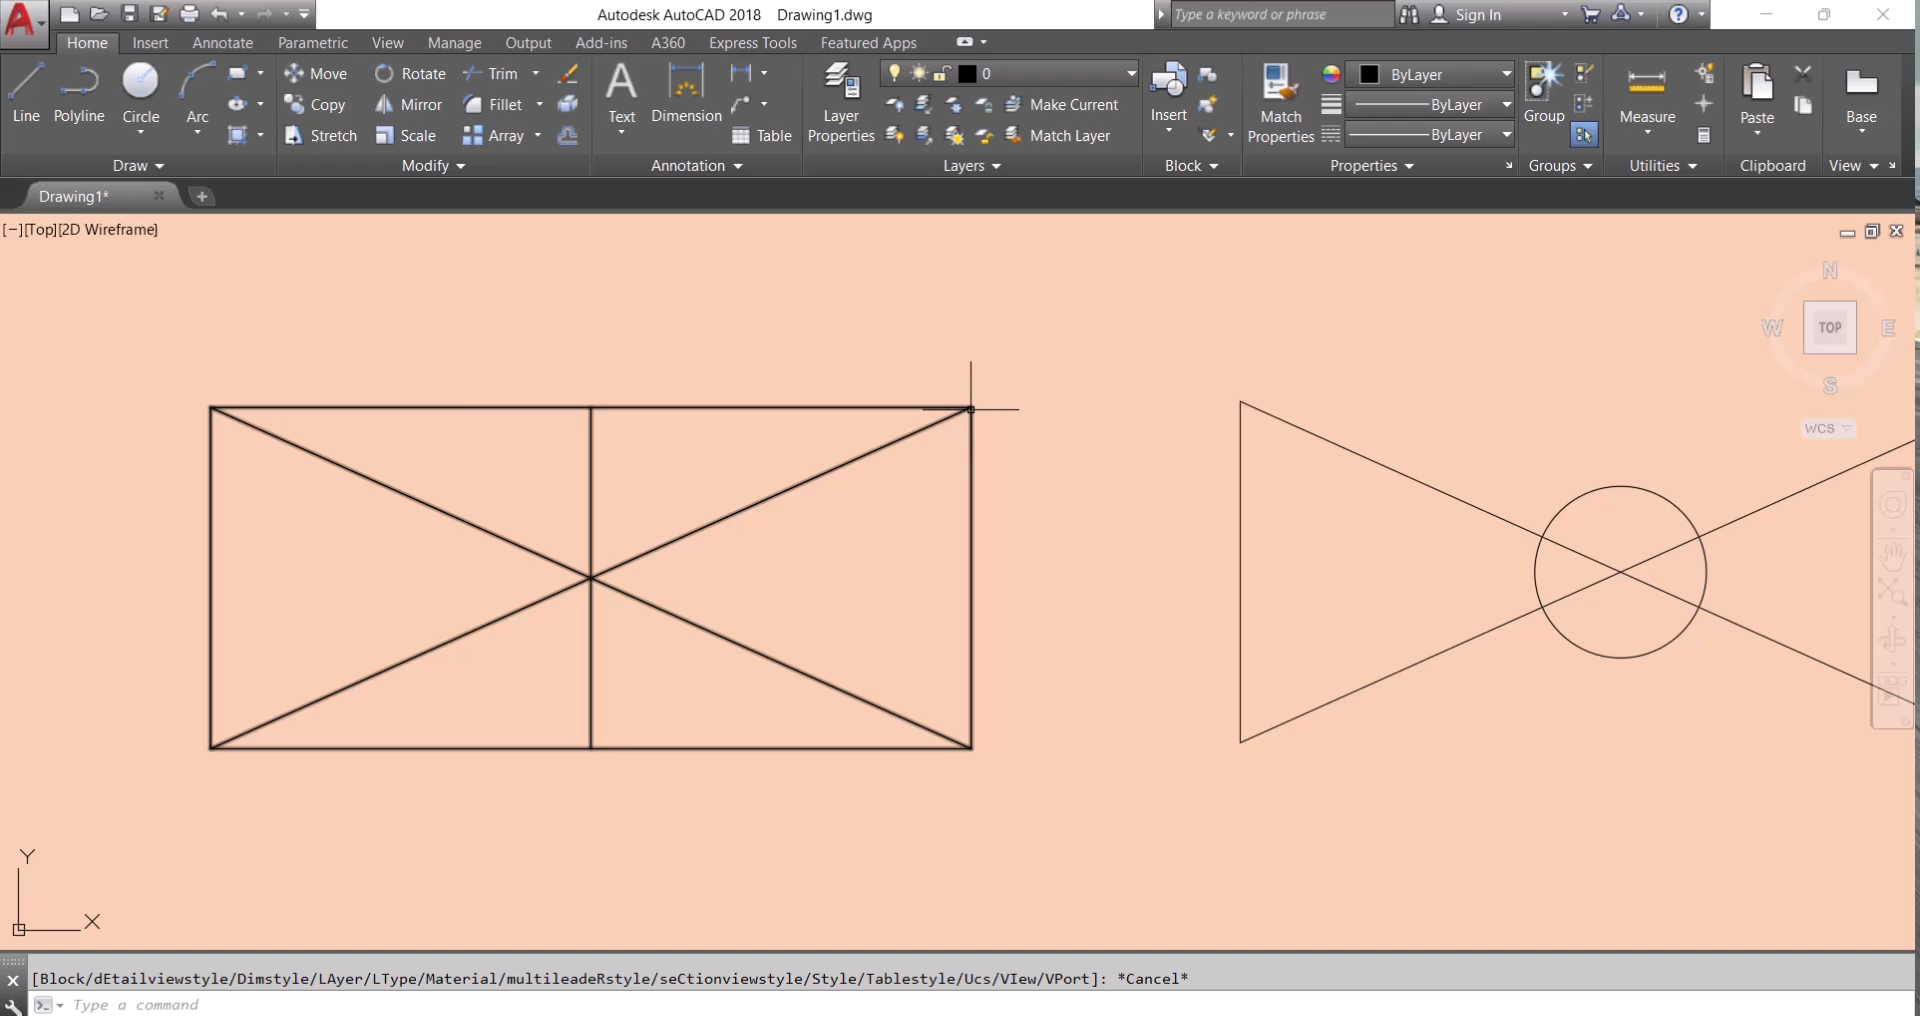 Autodesk AutoCAD 2018 Drawing1.dwg
Type a keyword or phrase
Sign In
Home Insert Annotate Parametric View Manage Output Add-ins A360 Express Tools Featured Apps
Line
Polyline
Circle
Arc
Draw
Move
Rotate
Trim
Copy
Mirror
Fillet
Stretch
Scale
Array
Modify
Text
Dimension
Table
Annotation
Layer
Properties
0
Make Current
Match Layer
Layers
Insert
Block
Match
Properties
ByLayer
ByLayer
ByLayer
Properties
Group
Groups
Measure
Utilities
Paste
Clipboard
Base
View
Drawing1*
[−][Top][2D Wireframe]
N
W TOP E
S
WCS
Y
X
[Block/dEtailviewstyle/Dimstyle/LAyer/LType/Material/multileadeRstyle/seCtionviewstyle/Style/Tablestyle/Ucs/VIew/VPort]: *Cancel*
Type a command